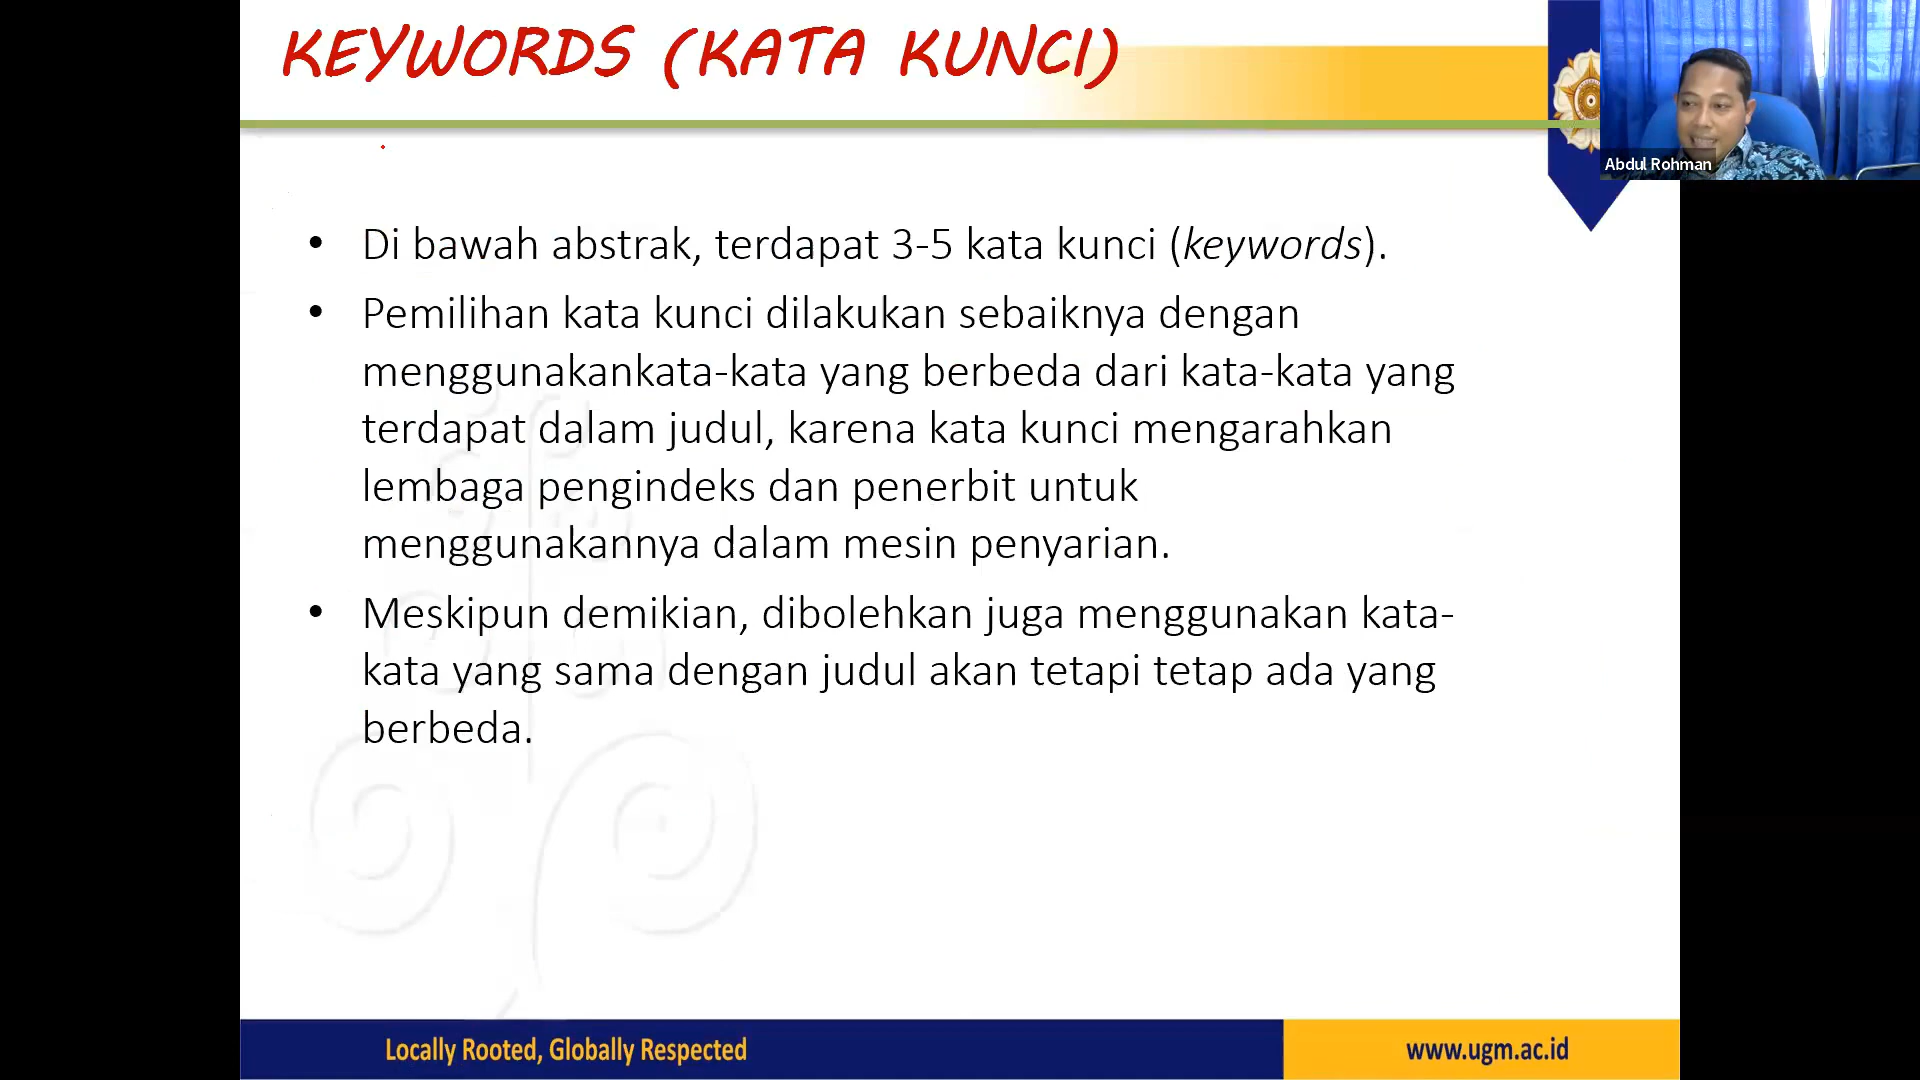 KEYWORDS (KATA KUNCI)
Abdul Rohman
• Di bawah abstrak, terdapat 3-5 kata kunci (keywords).
• Pemilihan kata kunci dilakukan sebaiknya dengan
menggunakankata-kata yang berbeda dari kata-kata yang
terdapat dalam judul, karena kata kunci mengarahkan
lembaga pengindeks dan penerbit untuk
menggunakannya dalam mesin penyarian.
• Meskipun demikian, dibolehkan juga menggunakan kata-
kata yang sama dengan judul akan tetapi tetap ada yang
berbeda.
Locally Rooted, Globally Respected
www.ugm.ac.id